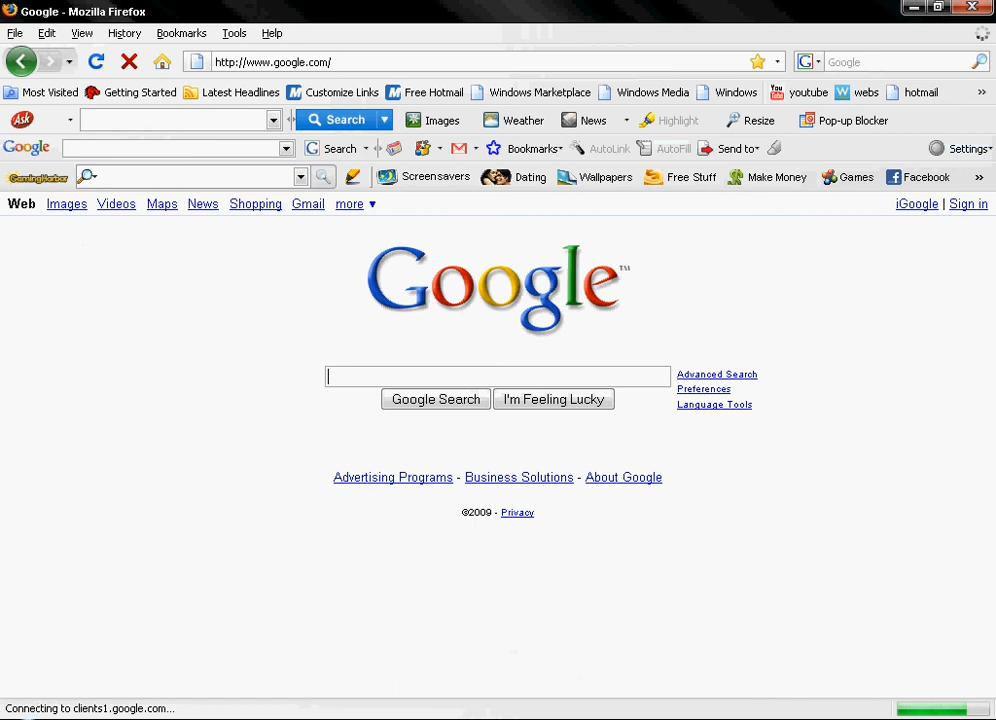 Google - Mozilla Firefox
File Edit View History Bookmarks Tools Help
http://www.google.com/ G Google
Most Visited Getting Started Latest Headlines Customize Links Free Hotmail Windows Marketplace Windows Media Windows You Tube youtube W webs hotmail »
Ask Search Images Weather News Highlight Resize Pop-up Blocker
Google G Search Bookmarks AutoLink AutoFill Send to Settings
GamingHarbor Screensavers Dating Wallpapers Free Stuff Make Money Games Facebook »
Web Images Videos Maps News Shopping Gmail more ▼ iGoogle | Sign in
Google™
Advanced Search
Preferences
Language Tools
Google Search I'm Feeling Lucky
Advertising Programs - Business Solutions - About Google
©2009 - Privacy
Connecting to clients1.google.com...